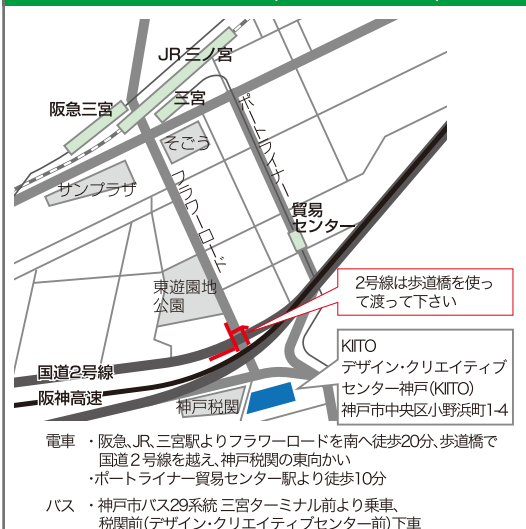 JR 三ノ宮
阪急三宮
三宮
そごう
ポートライナー
サンプラザ
フラワーロード
貿易
センター
東遊園地
公園
2号線は歩道橋を使っ
て渡って下さい
国道2号線
阪神高速
神戸税関
KIITO
デザイン・クリエイティブ
センター神戸(KIITO)
神戸市中央区小野浜町1-4
電車 ・阪急、JR、三宮駅よりフラワーロードを南へ徒歩20分、歩道橋で
国道２号線を越え、神戸税関の東向かい
・ポートライナー貿易センター駅より徒歩10分
バス ・神戸市バス29系統 三宮ターミナル前より乗車、
税関前(デザイン・クリエイティブセンター前)下車